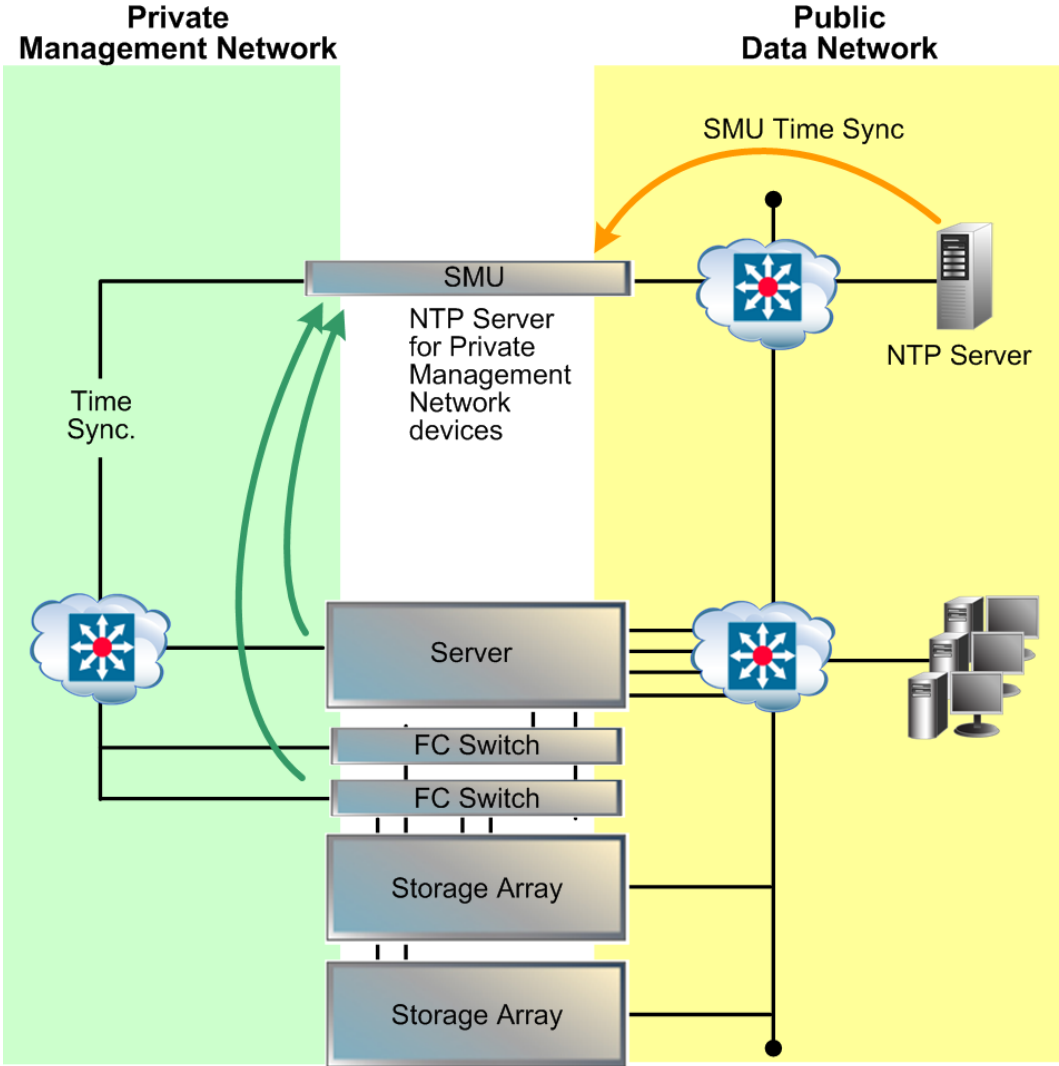 Private
Management Network
Public
Data Network
SMU Time Sync
SMU
NTP Server
for Private
Management
Network
devices
NTP Server
Time
Sync.
Server
FC Switch
FC Switch
Storage Array
Storage Array